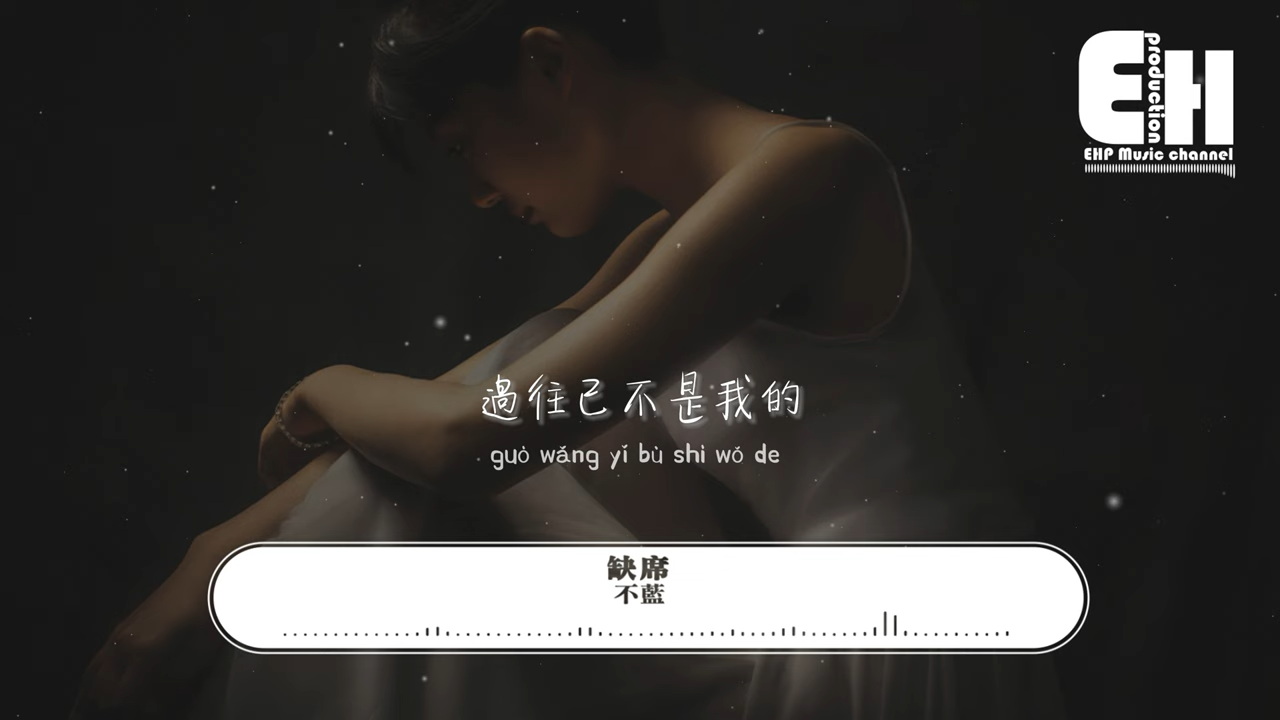 EH
production
EHP Music channel
過往已不是我的
guò wǎng yǐ bù shì wǒ de
缺席
不藍